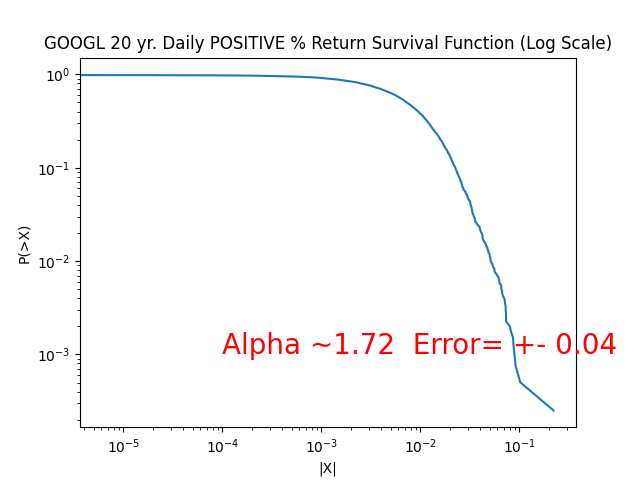 GOOGL 20 yr. Daily POSITIVE % Return Survival Function (Log Scale)
10⁰
10⁻¹
10⁻²
10⁻³
P(>X)
Alpha ~1.72  Error= +- 0.04
10⁻⁵ 10⁻⁴ 10⁻³ 10⁻² 10⁻¹
|X|